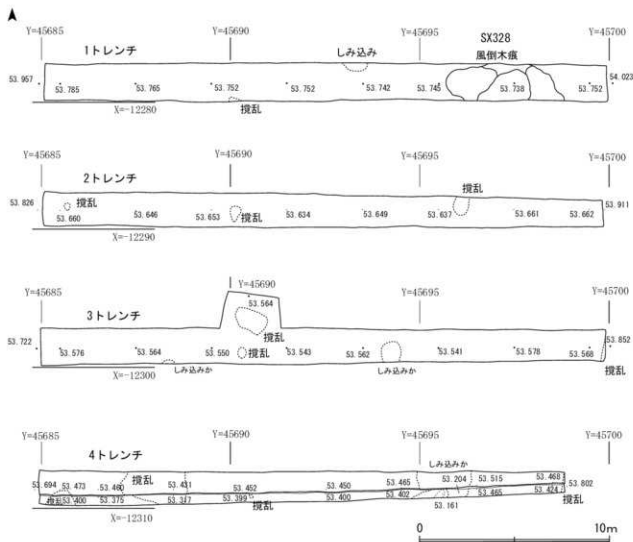 Y=45685 Y=45690 Y=45695 Y=45700
1トレンチ しみ込み SX328
風倒木痕
53.957 53.785 53.765 53.752 53.752 53.742 53.745 53.738 53.752 54.023
X=-12280 撹乱
Y=45685 Y=45690 Y=45695 Y=45700
2トレンチ 撹乱
53.826 撹乱 53.911
53.660 53.646 53.653 撹乱 53.634 53.649 53.637 53.661 53.662
X=-12290
Y=45685 Y=45690 Y=45695 Y=45700
53.564
3トレンチ 撹乱
53.722 53.576 53.564 53.550 撹乱 53.543 53.562 53.541 53.578 53.568 53.852
しみ込みか しみ込みか 撹乱
X=-12300
Y=45685 Y=45690 Y=45695 Y=45700
4トレンチ しみ込みか
53.694 53.473 53.460 撹乱 53.431 53.452 53.450 53.465 53.204 53.515 53.468 53.802
撹乱 53.400 53.375 53.399 53.400 53.402 53.465 53.424
撹乱 53.161 撹乱
X=-12310
0 10m